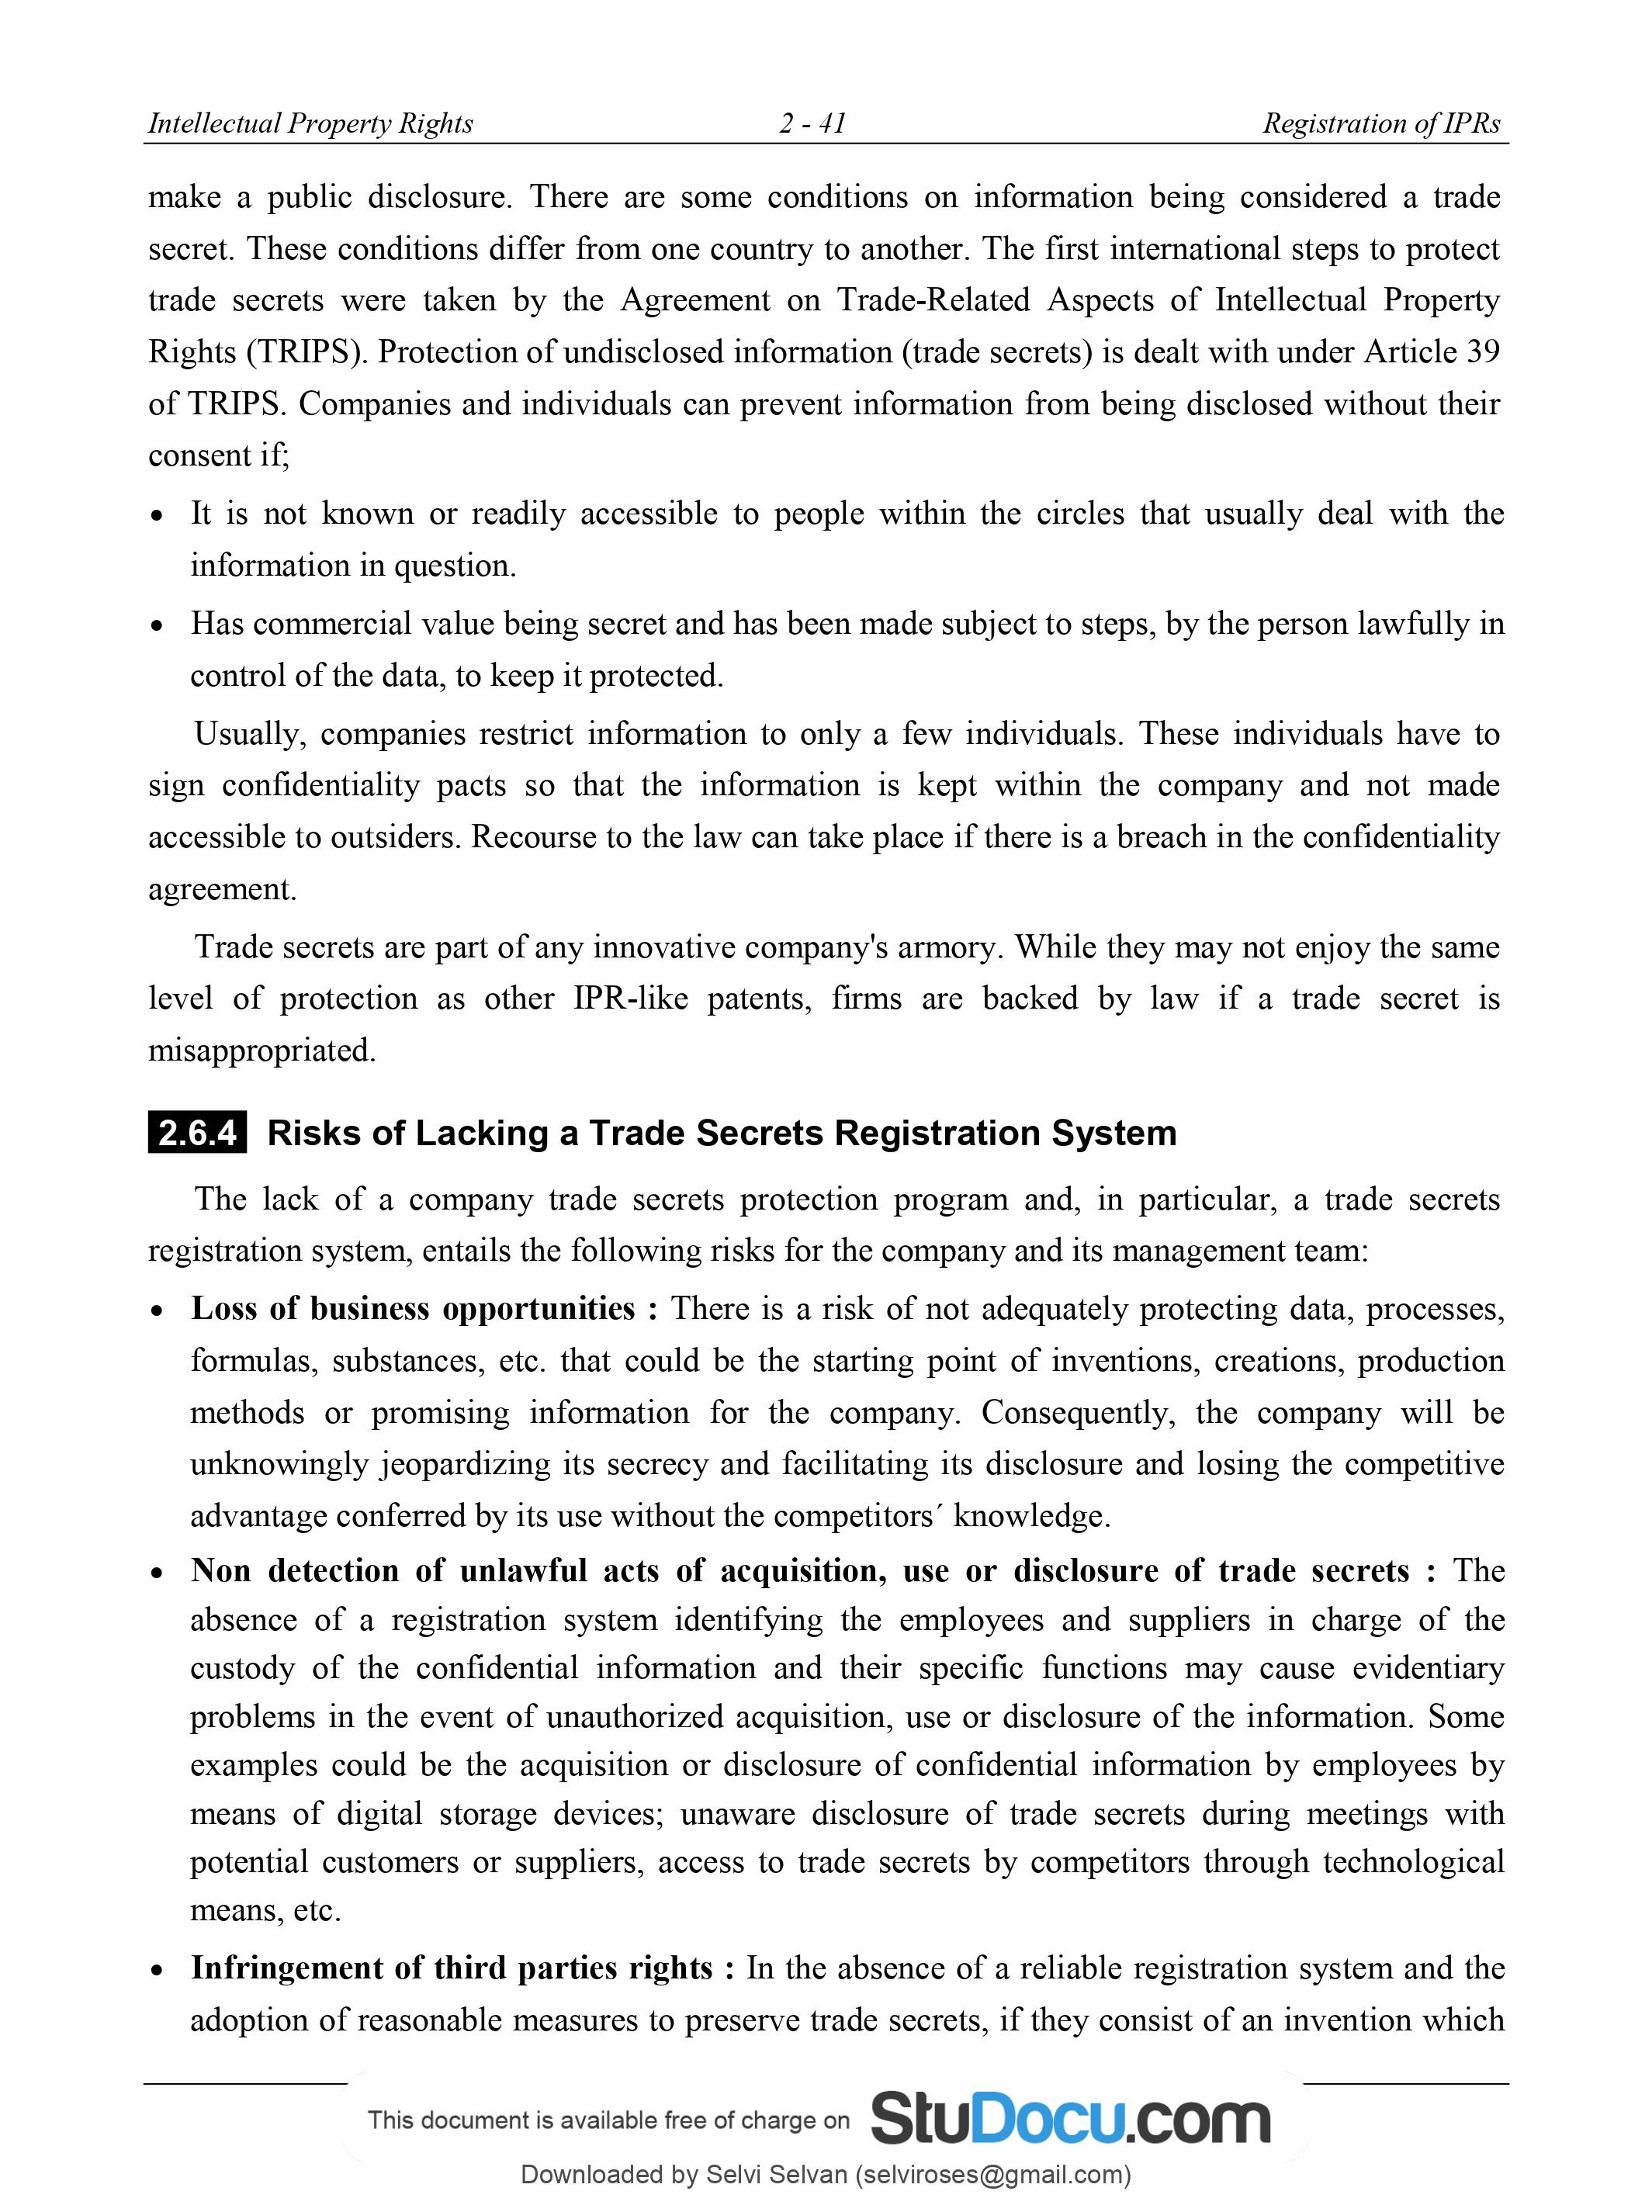 Intellectual Property Rights 2 - 41 Registration of IPRs
make a public disclosure. There are some conditions on information being considered a trade
secret. These conditions differ from one country to another. The first international steps to protect
trade secrets were taken by the Agreement on Trade-Related Aspects of Intellectual Property
Rights (TRIPS). Protection of undisclosed information (trade secrets) is dealt with under Article 39
of TRIPS. Companies and individuals can prevent information from being disclosed without their
consent if;
• It is not known or readily accessible to people within the circles that usually deal with the
information in question.
• Has commercial value being secret and has been made subject to steps, by the person lawfully in
control of the data, to keep it protected.
Usually, companies restrict information to only a few individuals. These individuals have to
sign confidentiality pacts so that the information is kept within the company and not made
accessible to outsiders. Recourse to the law can take place if there is a breach in the confidentiality
agreement.
Trade secrets are part of any innovative company's armory. While they may not enjoy the same
level of protection as other IPR-like patents, firms are backed by law if a trade secret is
misappropriated.
2.6.4 Risks of Lacking a Trade Secrets Registration System
The lack of a company trade secrets protection program and, in particular, a trade secrets
registration system, entails the following risks for the company and its management team:
• Loss of business opportunities : There is a risk of not adequately protecting data, processes,
formulas, substances, etc. that could be the starting point of inventions, creations, production
methods or promising information for the company. Consequently, the company will be
unknowingly jeopardizing its secrecy and facilitating its disclosure and losing the competitive
advantage conferred by its use without the competitors´ knowledge.
• Non detection of unlawful acts of acquisition, use or disclosure of trade secrets : The
absence of a registration system identifying the employees and suppliers in charge of the
custody of the confidential information and their specific functions may cause evidentiary
problems in the event of unauthorized acquisition, use or disclosure of the information. Some
examples could be the acquisition or disclosure of confidential information by employees by
means of digital storage devices; unaware disclosure of trade secrets during meetings with
potential customers or suppliers, access to trade secrets by competitors through technological
means, etc.
• Infringement of third parties rights : In the absence of a reliable registration system and the
adoption of reasonable measures to preserve trade secrets, if they consist of an invention which
This document is available free of charge on StuDocu.com
Downloaded by Selvi Selvan (selviroses@gmail.com)